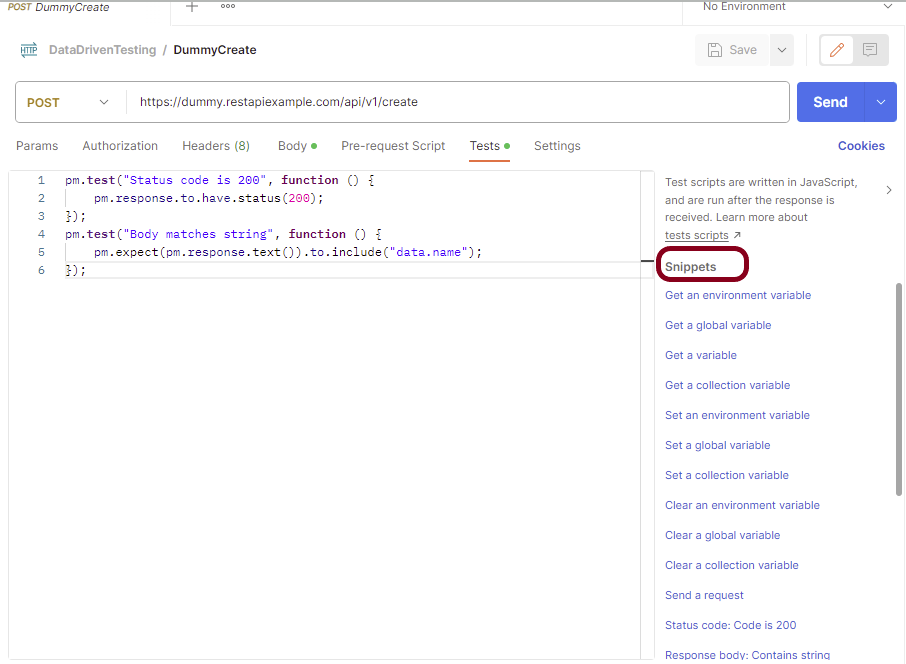 POST DummyCreate
No Environment
HTTP DataDrivenTesting / DummyCreate
Save
POST https://dummy.restapiexample.com/api/v1/create
Send
Params Authorization Headers (8) Body Pre-request Script Tests Settings Cookies
1 pm.test("Status code is 200", function () {
2 pm.response.to.have.status(200);
3 });
4 pm.test("Body matches string", function () {
5 pm.expect(pm.response.text()).to.include("data.name");
6 });
Test scripts are written in JavaScript,
and are run after the response is
received. Learn more about
tests scripts ↗
Snippets
Get an environment variable
Get a global variable
Get a variable
Get a collection variable
Set an environment variable
Set a global variable
Set a collection variable
Clear an environment variable
Clear a global variable
Clear a collection variable
Send a request
Status code: Code is 200
Response body: Contains string